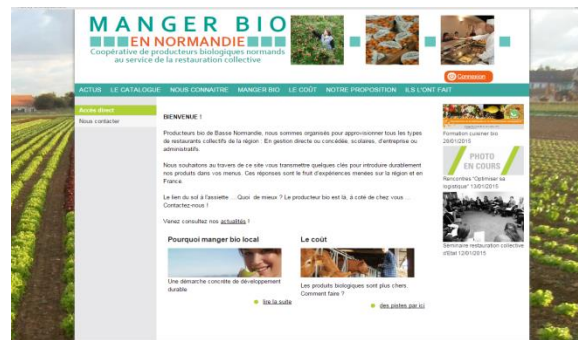 MANGER BIO
EN NORMANDIE
Coopérative de producteurs biologiques normands
au service de la restauration collective
Connexion
ACTUS LE CATALOGUE NOUS CONNAITRE MANGER BIO LE COÛT NOTRE PROPOSITION ILS L'ONT FAIT
Accès direct
Nous contacter
BIENVENUE !
Producteurs bio de Basse Normandie, nous sommes organisés pour approvisionner tous les types
de restaurants collectifs de la région : En gestion directe ou concédée, scolaires, d'entreprise ou
administratifs.
Nous souhaitons au travers de ce site vous transmettre quelques clés pour introduire durablement
nos produits dans vos menus. Ces réponses sont le fruit d'expériences menées sur la région et en
France.
Le lien du sol à l'assiette ... Quoi de mieux ? Le producteur bio est là, à coté de chez vous ...
Contactez-nous !
Venez consultez nos actualités !
Pourquoi manger bio local
Une démarche concrète de développement
durable
lire la suite
Le coût
Les produits biologiques sont plus chers.
Comment faire ?
des pistes par ici
Formation cuisiner bio
28/01/2015
PHOTO
EN COURS
Rencontres "Optimiser sa
logistique" 13/01/2015
Séminaire restauration collective
d'Etat 12/01/2015